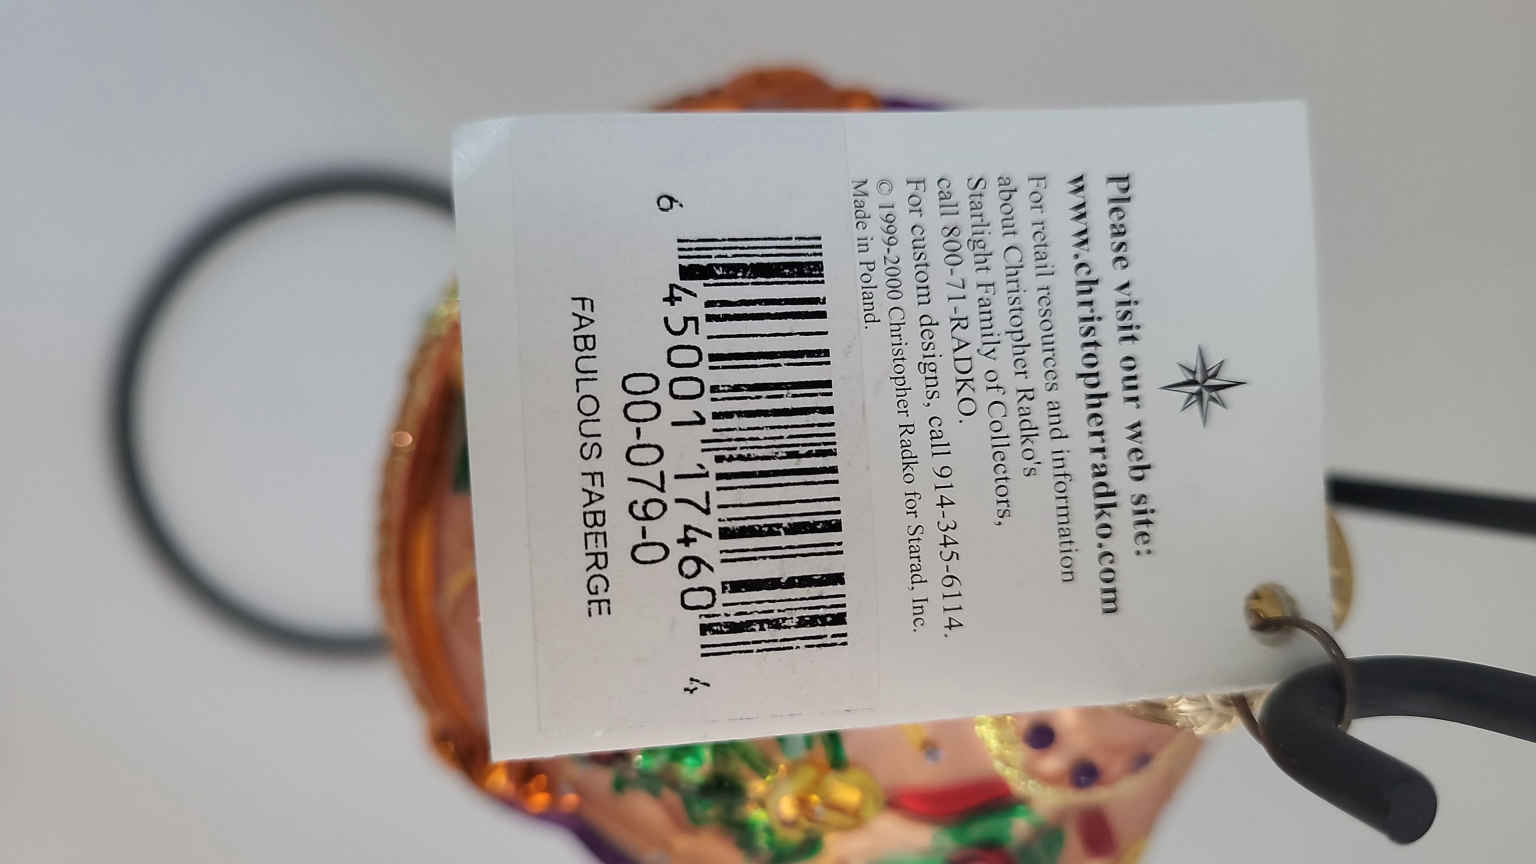 Please visit our web site:
www.christopherradko.com
For retail resources and information
about Christopher Radko's
Starlight Family of Collectors,
call 800-71-RADKO.
For custom designs, call 914-345-6114.
© 1999-2000 Christopher Radko for Starad, Inc.
Made in Poland.
6 45001 17460 4
00-079-0
FABULOUS FABERGE